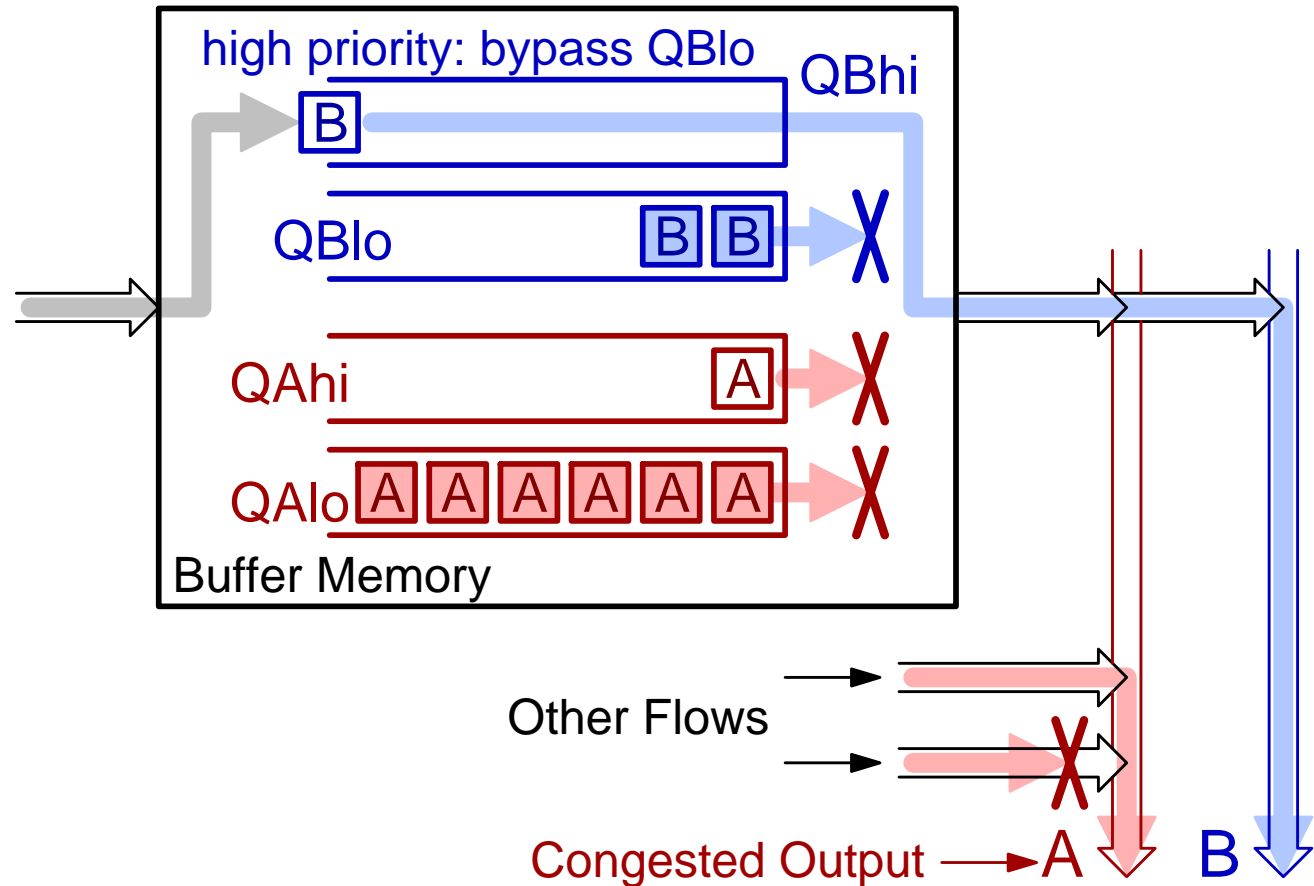 high priority: bypass QBlo
QBhi
B
QBlo
B B
QAhi
A
QAlo
A A A A A A
Buffer Memory
Other Flows
Congested Output
A
B